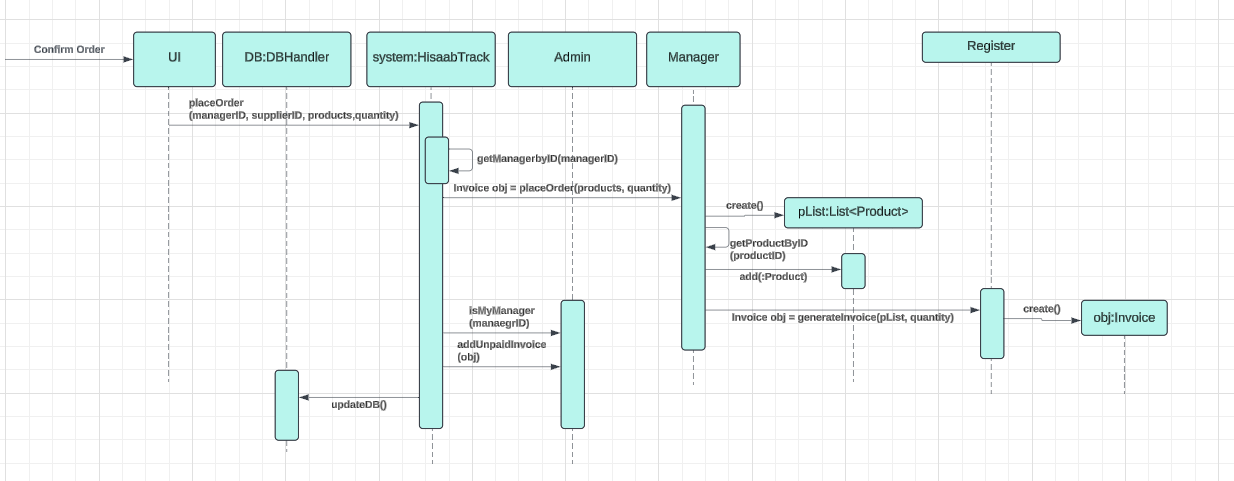 Confirm Order
UI
DB:DBHandler
system:HisaabTrack
Admin
Manager
Register
placeOrder
(managerID, supplierID, products,quantity)
getManagerbyID(managerID)
Invoice obj = placeOrder(products, quantity)
create()
pList:List<Product>
getProductByID
(productID)
add(:Product)
isMyManager
(manaegrID)
Invoice obj = generateInvoice(pList, quantity)
create()
obj:Invoice
addUnpaidInvoice
(obj)
updateDB()